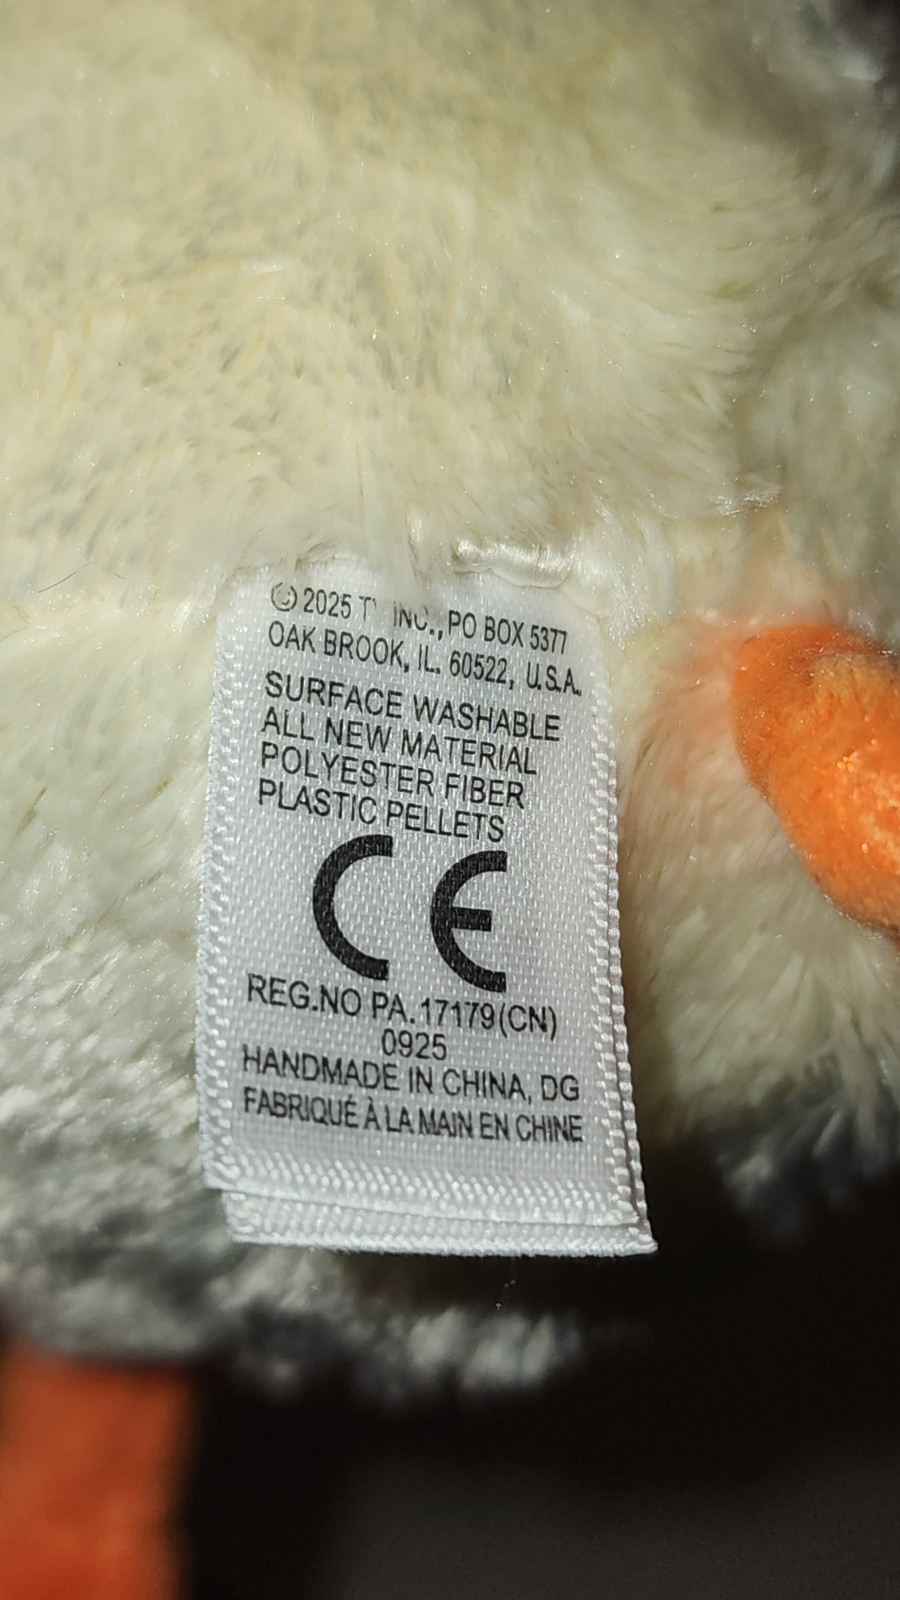 © 2025 INC., PO BOX 5377
OAK BROOK, IL. 60522, U.S.A.
SURFACE WASHABLE
ALL NEW MATERIAL
POLYESTER FIBER
PLASTIC PELLETS
CE
REG.NO PA.17179(CN)
0925
HANDMADE IN CHINA, DG
FABRIQUÉ À LA MAIN EN CHINE